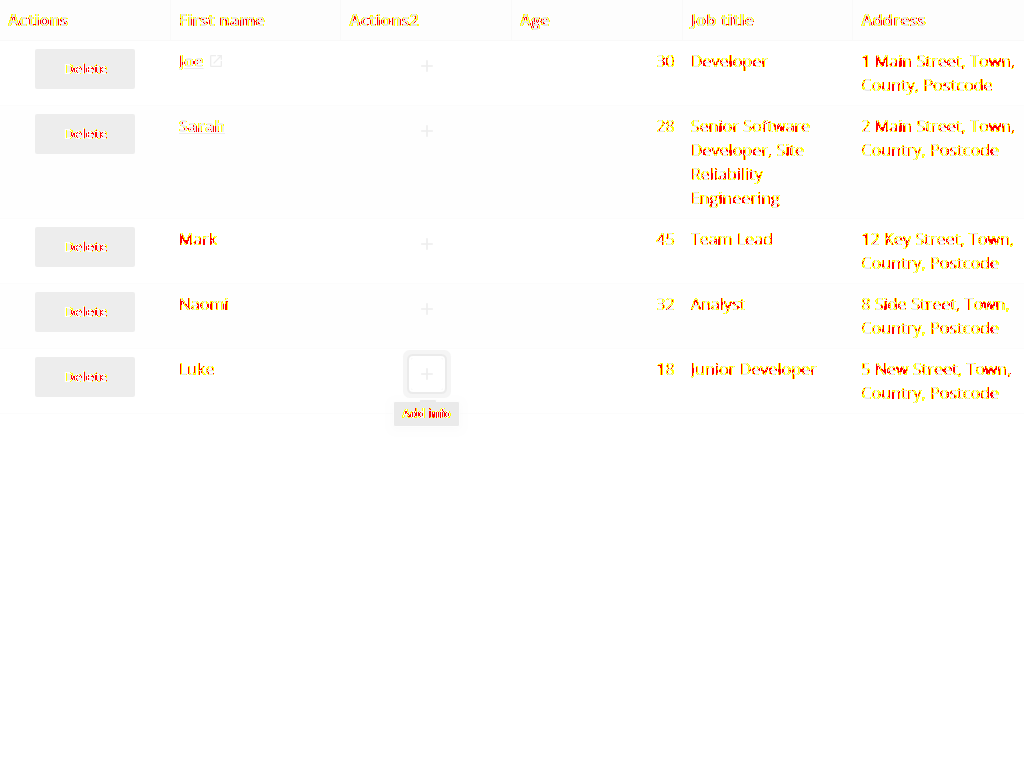 Actions First name Actions2 Age Job title Address
Delete Joe + 30 Developer 1 Main Street, Town,
County, Postcode
Delete Sarah + 28 Senior Software 2 Main Street, Town,
Developer, Site Country, Postcode
Reliability
Engineering
Delete Mark + 45 Team Lead 12 Key Street, Town,
Country, Postcode
Delete Naomi + 32 Analyst 8 Side Street, Town,
Country, Postcode
Delete Luke + 18 Junior Developer 5 New Street, Town,
Country, Postcode
Add info